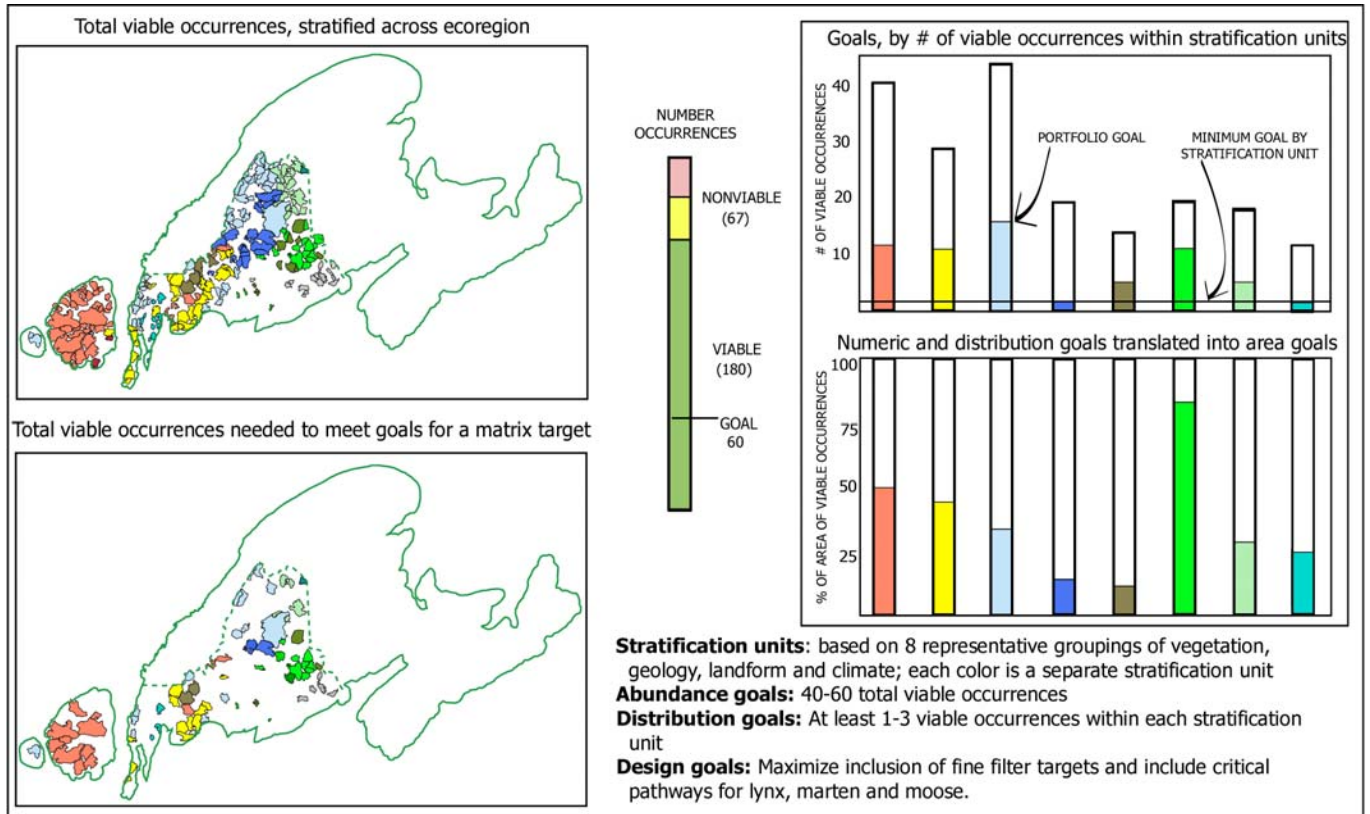 Total viable occurrences, stratified across ecoregion
Total viable occurrences needed to meet goals for a matrix target
NUMBER
OCCURRENCES
NONVIABLE
(67)
VIABLE
(180)
GOAL
60
Goals, by # of viable occurrences within stratification units
# OF VIABLE OCCURRENCES
40
30
20
10
PORTFOLIO GOAL
MINIMUM GOAL BY
STRATIFICATION UNIT
Numeric and distribution goals translated into area goals
% OF AREA OF VIABLE OCCURRENCES
100
75
50
25
Stratification units: based on 8 representative groupings of vegetation,
geology, landform and climate; each color is a separate stratification unit
Abundance goals: 40-60 total viable occurrences
Distribution goals: At least 1-3 viable occurrences within each stratification
unit
Design goals: Maximize inclusion of fine filter targets and include critical
pathways for lynx, marten and moose.